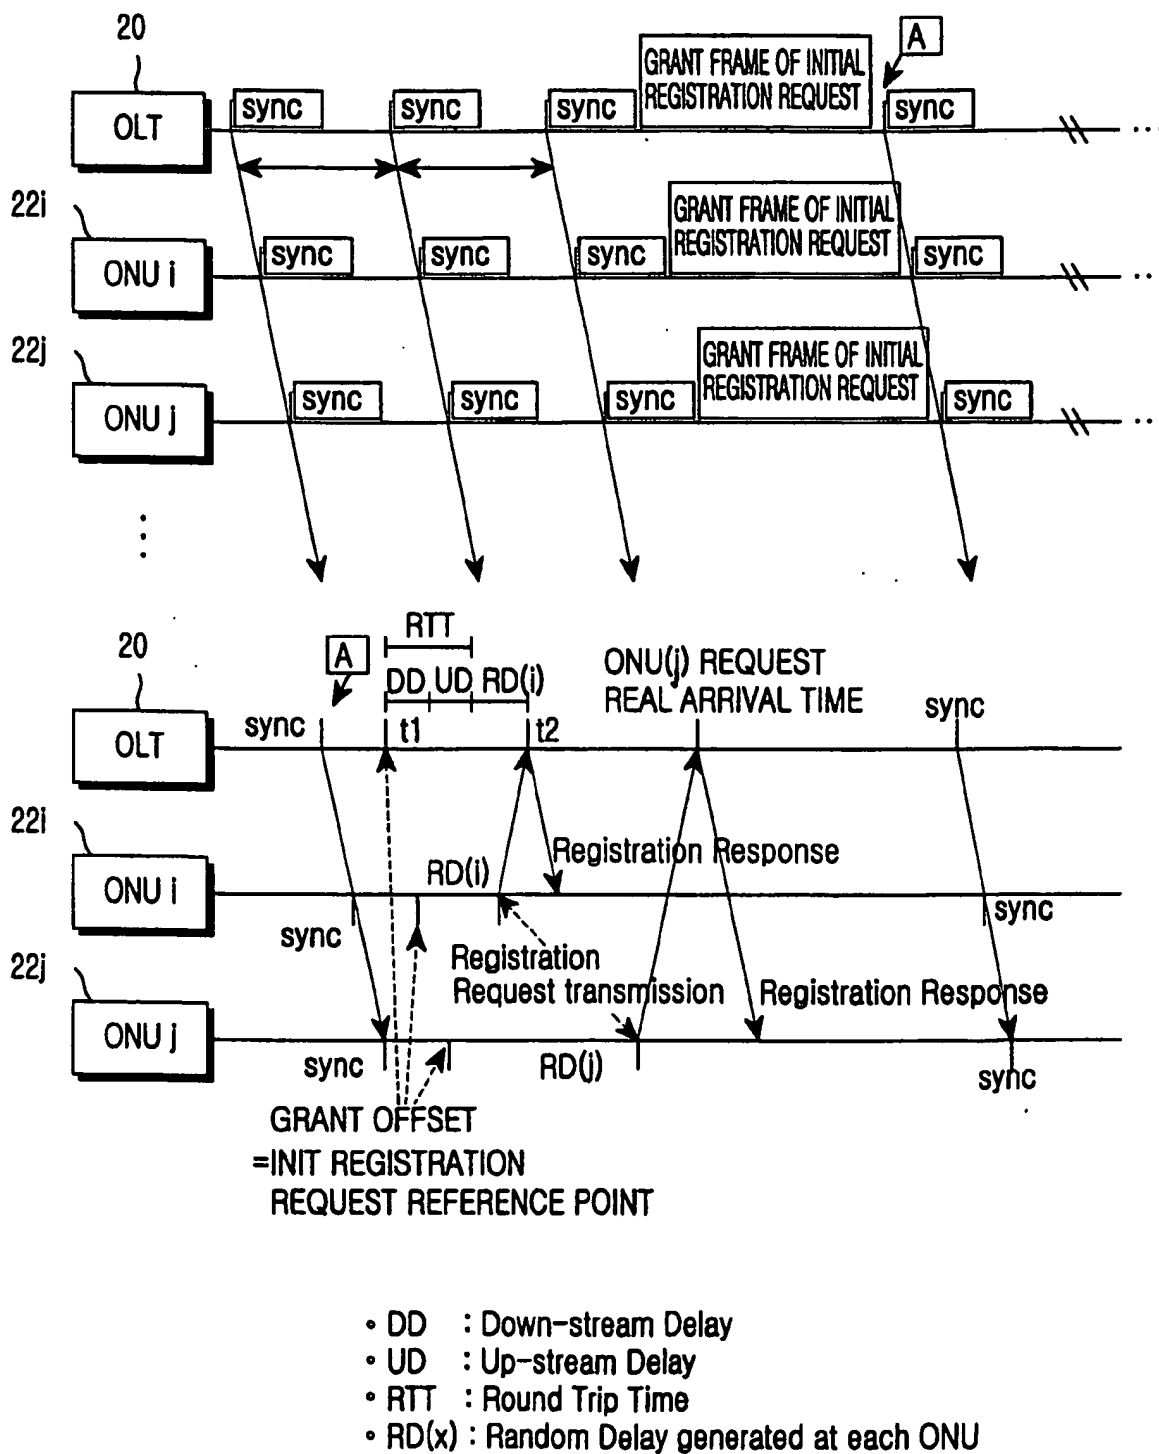 20
A
GRANT FRAME OF INITIAL
REGISTRATION REQUEST
OLT
sync
sync
sync
sync
22i
GRANT FRAME OF INITIAL
REGISTRATION REQUEST
ONU i
sync
sync
sync
sync
22j
GRANT FRAME OF INITIAL
REGISTRATION REQUEST
ONU j
sync
sync
sync
sync
20
A
RTT
DD UD RD(i)
ONU(j) REQUEST
REAL ARRIVAL TIME
OLT
sync
t1
t2
sync
22i
ONU i
RD(i)
Registration Response
sync
sync
22j
Registration
Request transmission
Registration Response
ONU j
sync
RD(j)
sync
GRANT OFFSET
=INIT REGISTRATION
REQUEST REFERENCE POINT
∘ DD : Down-stream Delay
∘ UD : Up-stream Delay
∘ RTT : Round Trip Time
∘ RD(x) : Random Delay generated at each ONU